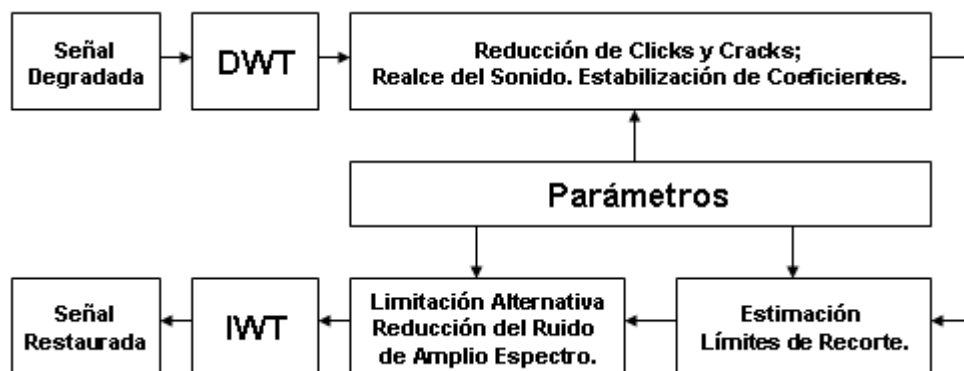 Señal
Degradada
DWT
Reducción de Clicks y Cracks;
Realce del Sonido. Estabilización de Coeficientes.
Parámetros
Señal
Restaurada
IWT
Limitación Alternativa
Reducción del Ruido
de Amplio Espectro.
Estimación
Límites de Recorte.